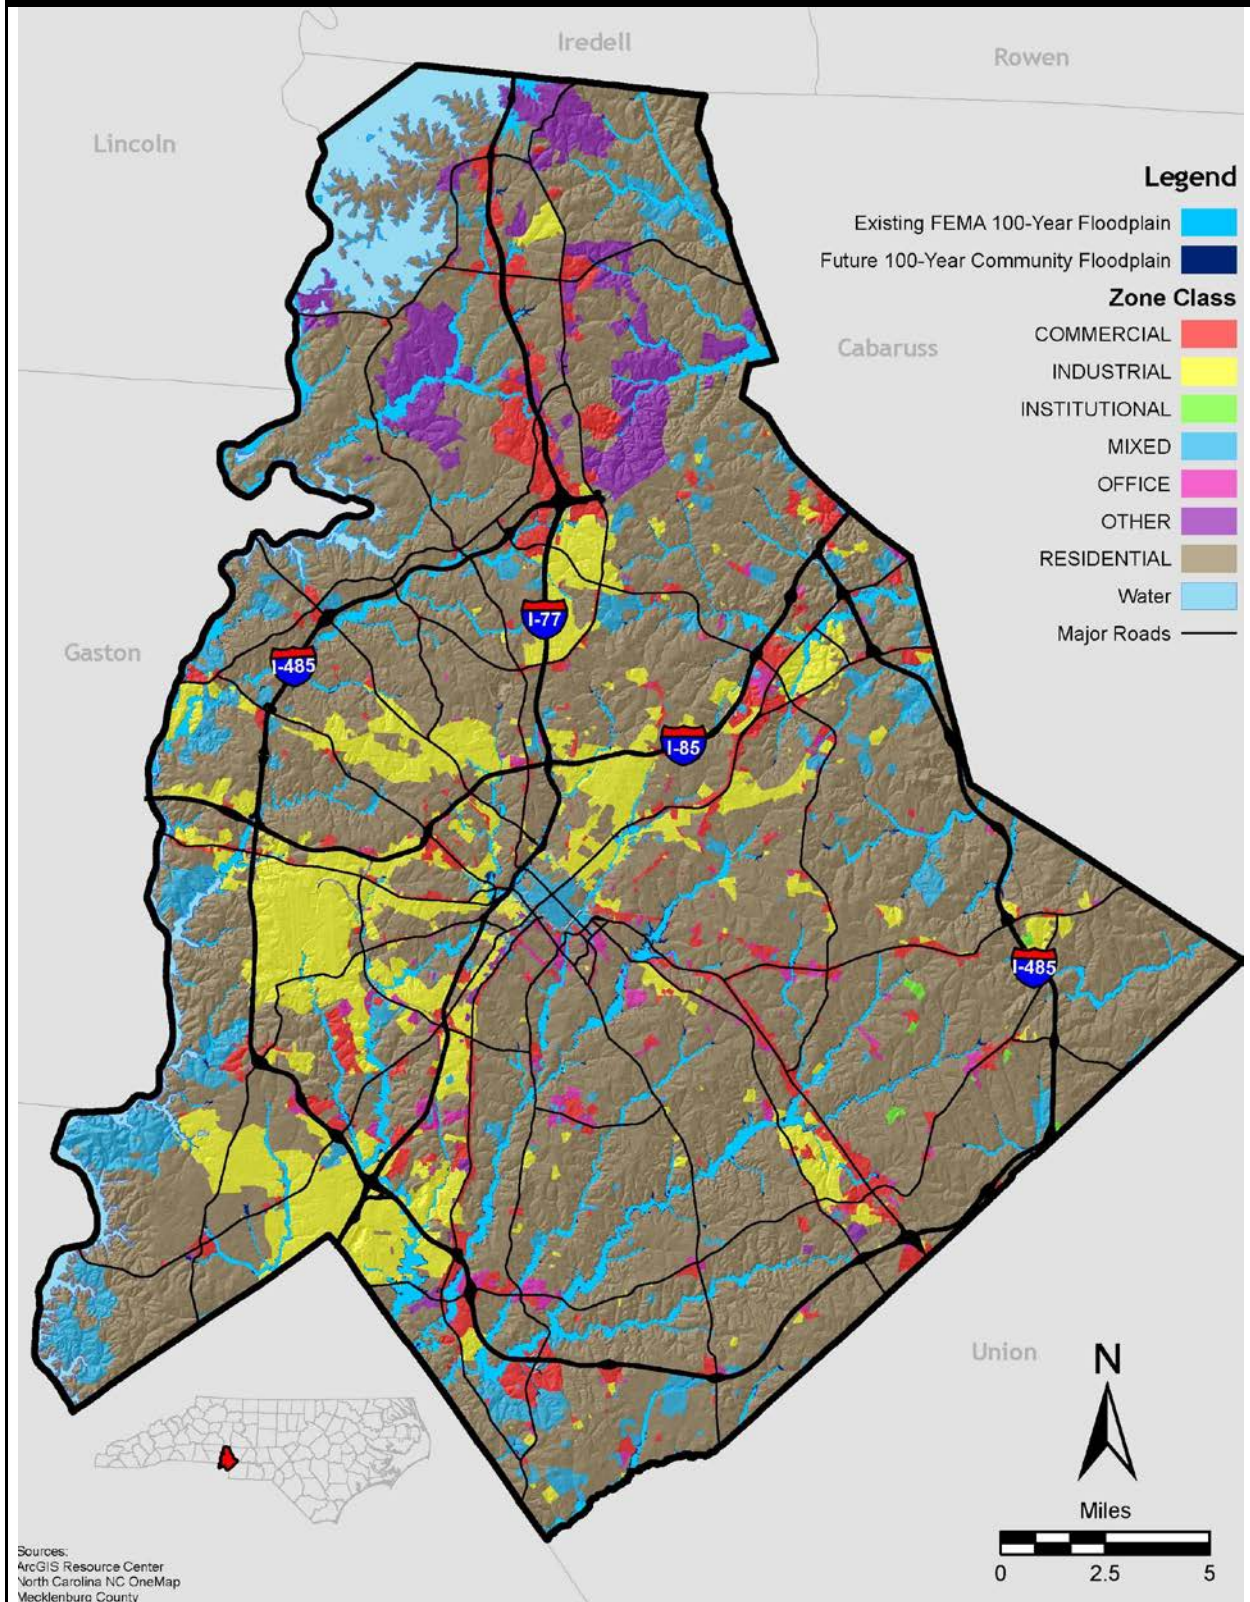 Iredell
Rowen
Lincoln
Legend
Existing FEMA 100-Year Floodplain
Future 100-Year Community Floodplain
Zone Class
COMMERCIAL
INDUSTRIAL
INSTITUTIONAL
MIXED
OFFICE
OTHER
RESIDENTIAL
Water
Major Roads
Cabaruss
Gaston
I-77
I-485
I-85
I-485
Union
N
Miles
0 2.5 5
Sources:
ArcGIS Resource Center
North Carolina NC OneMap
Mecklenburg County